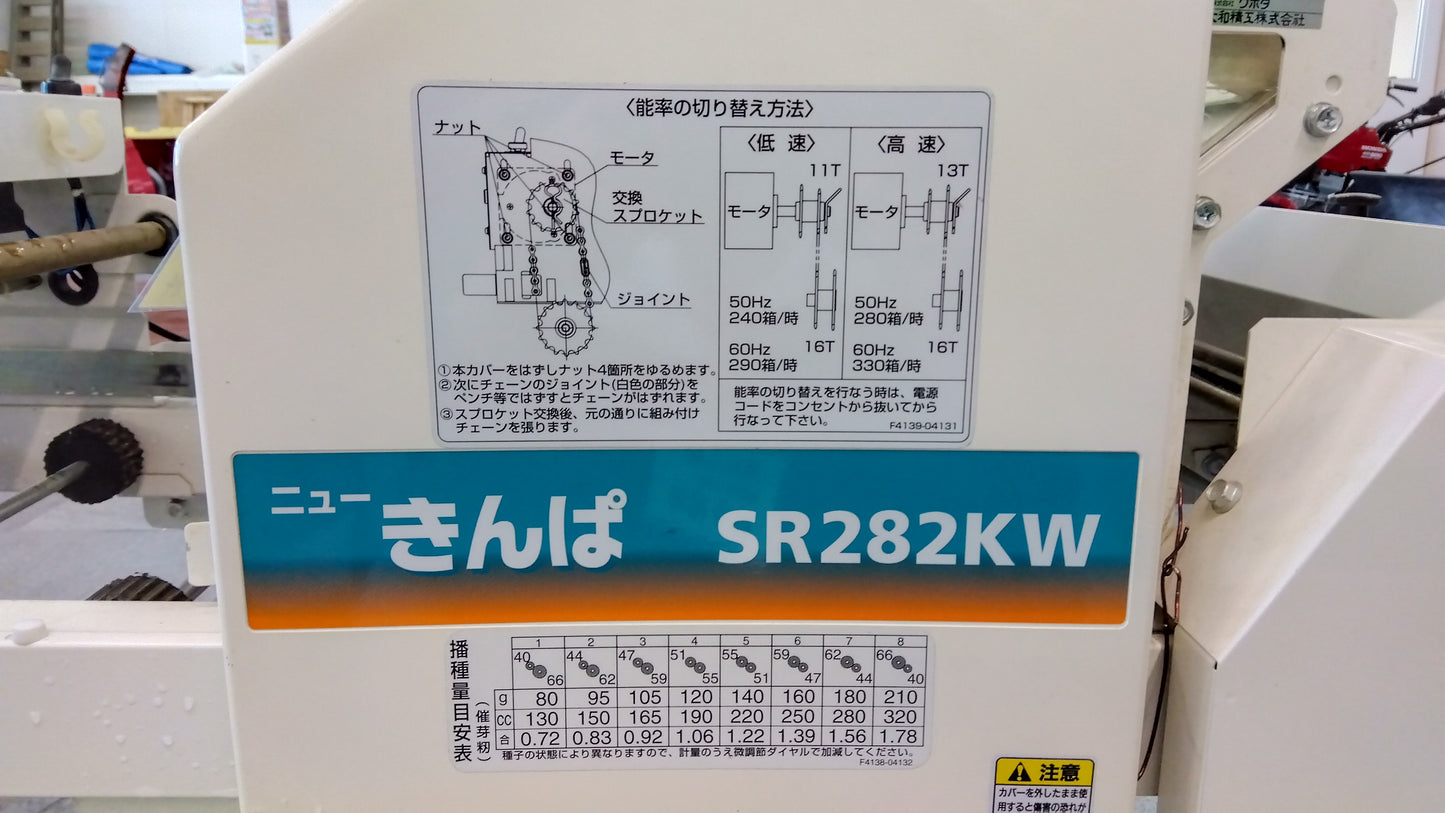 クボタ
大和精工株式会社
HONDA
〈能率の切り替え方法〉
ナット
モータ
交換
スプロケット
ジョイント
①本カバーをはずしナット4箇所をゆるめます。
②次にチェーンのジョイント(白色の部分)を
ペンチ等ではずすとチェーンがはずれます。
③スプロケット交換後、元の通りに組み付け
チェーンを張ります。
〈低 速〉
11T
モータ
50Hz
240箱/時
60Hz 16T
290箱/時
〈高 速〉
13T
モータ
50Hz
280箱/時
60Hz 16T
330箱/時
能率の切り替えを行なう時は、電源
コードをコンセントから抜いてから
行なって下さい。
F4139-04131
ニューきんぱ SR282KW
播種量目安表
(催芽籾)
1 2 3 4 5 6 7 8
40 44 47 51 55 59 62 66
66 62 59 55 51 47 44 40
g 80 95 105 120 140 160 180 210
CC 130 150 165 190 220 250 280 320
合 0.72 0.83 0.92 1.06 1.22 1.39 1.56 1.78
種子の状態により異なりますので、計量のうえ微調節ダイヤルで加減してください。
F4138-04132
注意
カバーを外したまま使
用すると傷害の恐れが